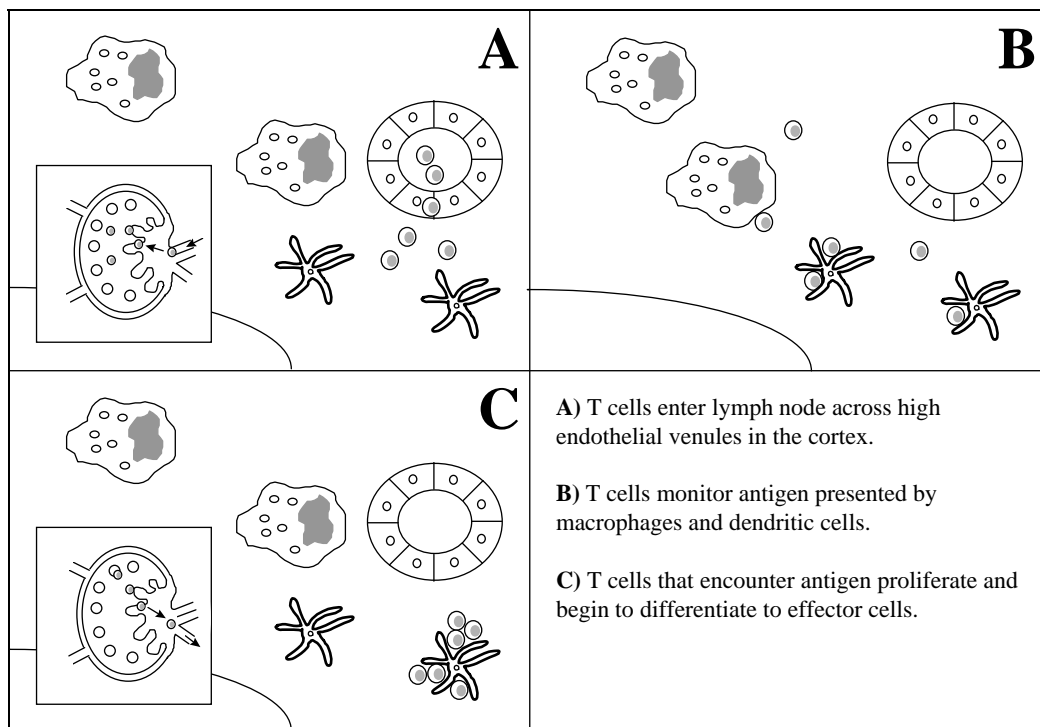 A
B
C
A) T cells enter lymph node across high
endothelial venules in the cortex.
B) T cells monitor antigen presented by
macrophages and dendritic cells.
C) T cells that encounter antigen proliferate and
begin to differentiate to effector cells.